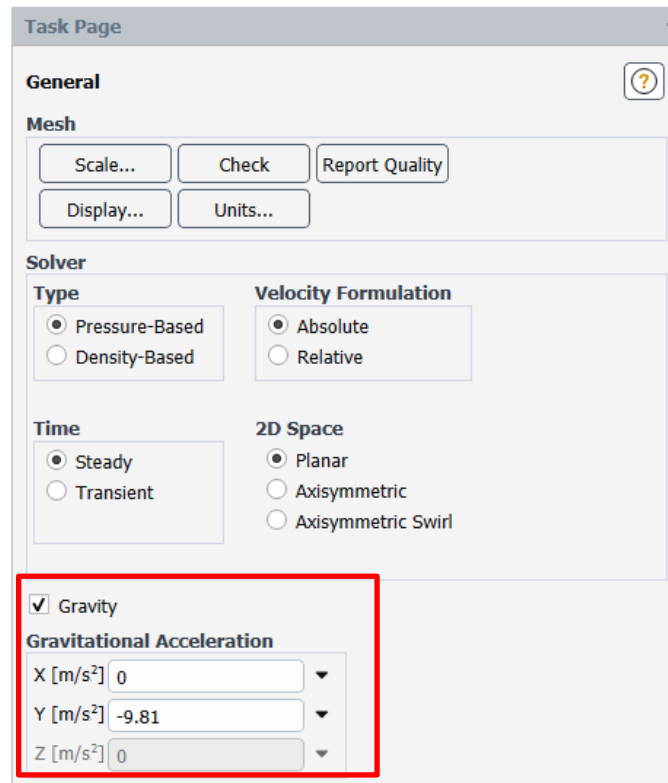 Task Page
General
?
Mesh
Scale... Check Report Quality
Display... Units...
Solver
Type Velocity Formulation
Pressure-Based Absolute
Density-Based Relative
Time 2D Space
Steady Planar
Transient Axisymmetric
Axisymmetric Swirl
Gravity
Gravitational Acceleration
X [m/s²] 0
Y [m/s²] -9.81
Z [m/s²] 0